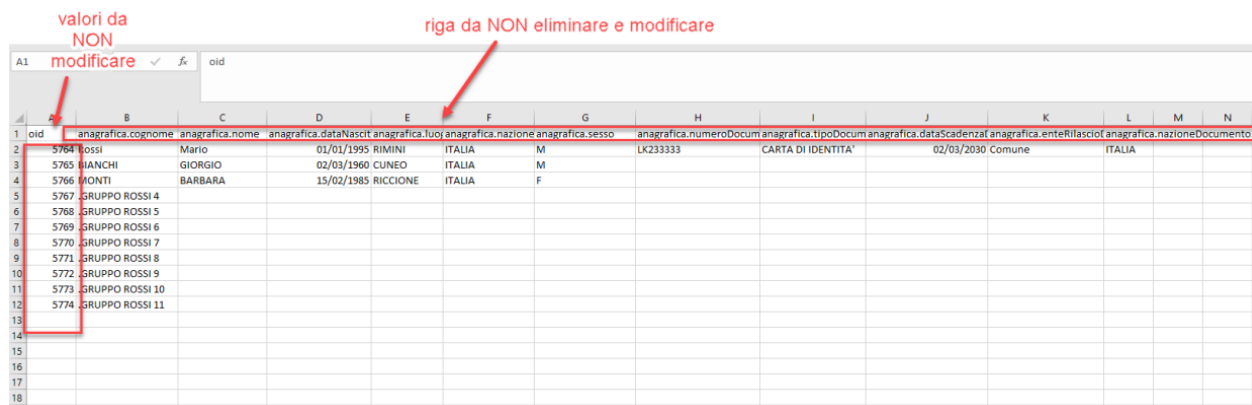 valori da
NON
modificare
riga da NON eliminare e modificare
A1 fx oid
A B C D E F G H I J K L M N
1 oid anagrafica.cognome anagrafica.nome anagrafica.dataNascit anagrafica.luog anagrafica.nazione anagrafica.sesso anagrafica.numeroDocum anagrafica.tipoDocum anagrafica.dataScadenzaD anagrafica.enteRilascioD anagrafica.nazioneDocumento
2 5764 Rossi Mario 01/01/1995 RIMINI ITALIA M LK233333 CARTA DI IDENTITA' 02/03/2030 Comune ITALIA
3 5765 BIANCHI GIORGIO 02/03/1960 CUNEO ITALIA M
4 5766 MONTI BARBARA 15/02/1985 RICCIONE ITALIA F
5 5767 .GRUPPO ROSSI 4
6 5768 .GRUPPO ROSSI 5
7 5769 .GRUPPO ROSSI 6
8 5770 .GRUPPO ROSSI 7
9 5771 .GRUPPO ROSSI 8
10 5772 .GRUPPO ROSSI 9
11 5773 .GRUPPO ROSSI 10
12 5774 .GRUPPO ROSSI 11
13
14
15
16
17
18